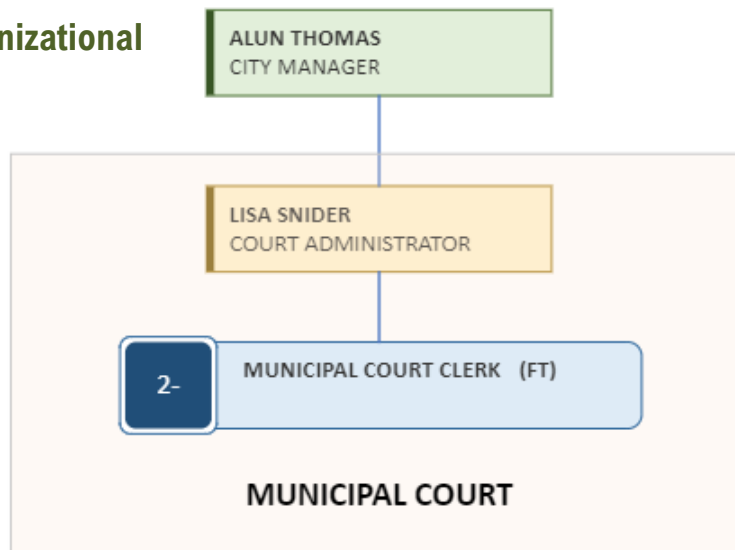 nizational
ALUN THOMAS
CITY MANAGER
LISA SNIDER
COURT ADMINISTRATOR
2-
MUNICIPAL COURT CLERK (FT)
MUNICIPAL COURT